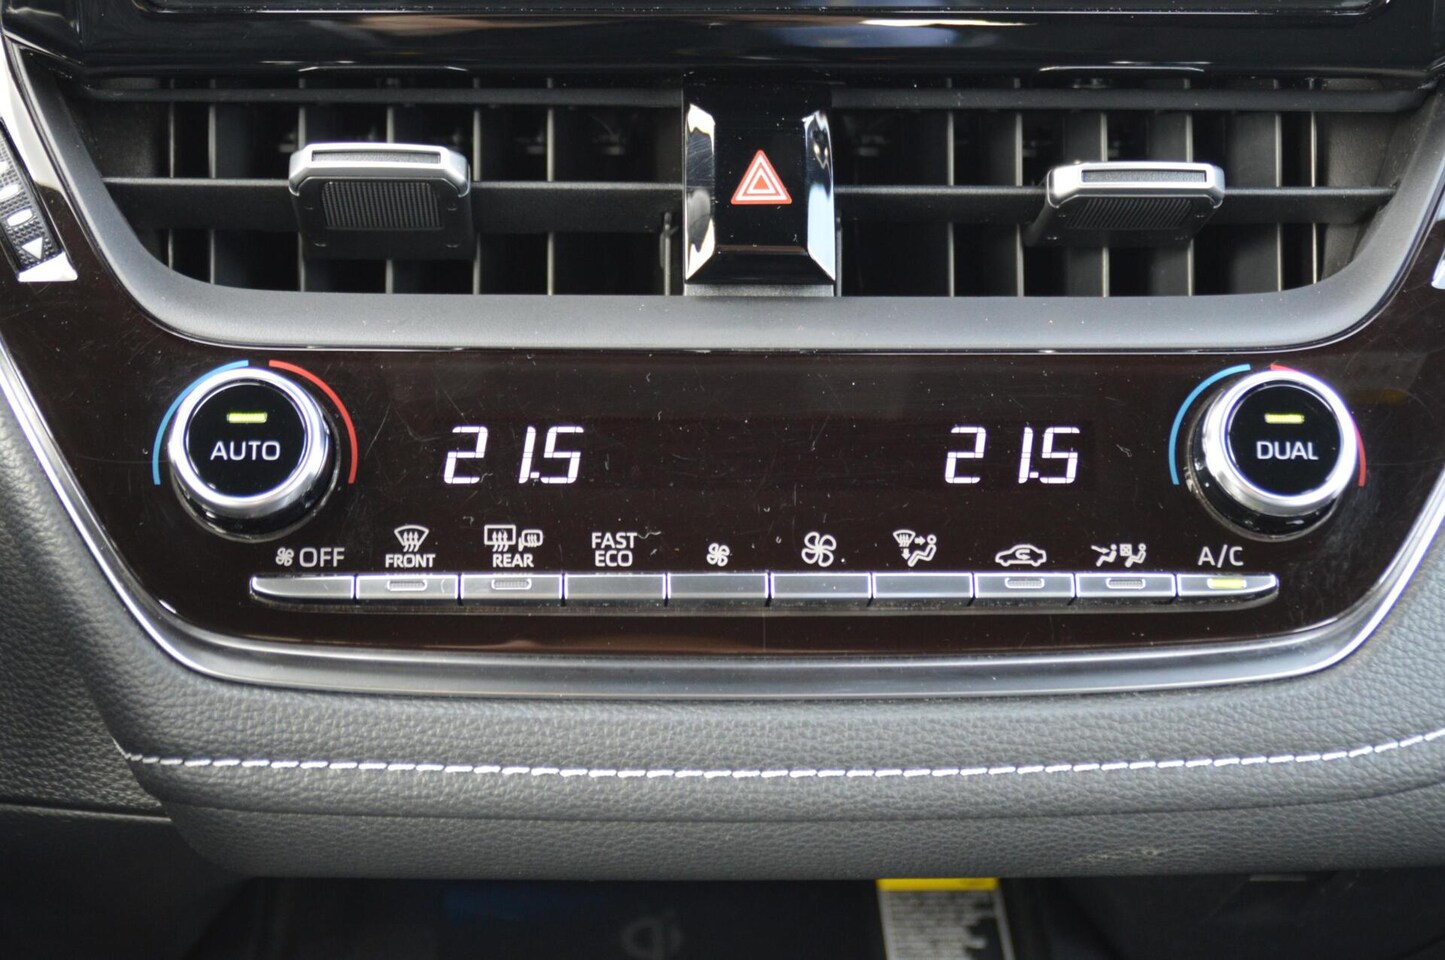 AUTO
21.5
21.5
DUAL
OFF
FRONT
REAR
FAST
ECO
A/C